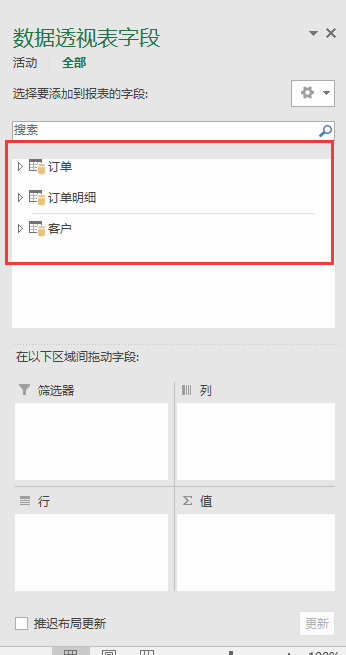 数据透视表字段
活动 全部
选择要添加到报表的字段:
搜索
订单
订单明细
客户
在以下区间拖动字段:
筛选器 列
行 Σ 值
推迟布局更新 更新